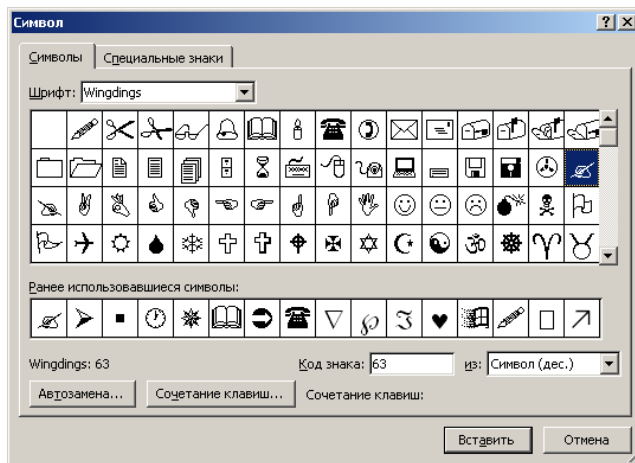 Символ
Символы Специальные знаки
Шрифт: Wingdings
Ранее использовавшиеся символы:
Wingdings: 63 Код знака: 63 из: Символ (дес.)
Автозамена... Сочетание клавиш... Сочетание клавиш:
Вставить Отмена